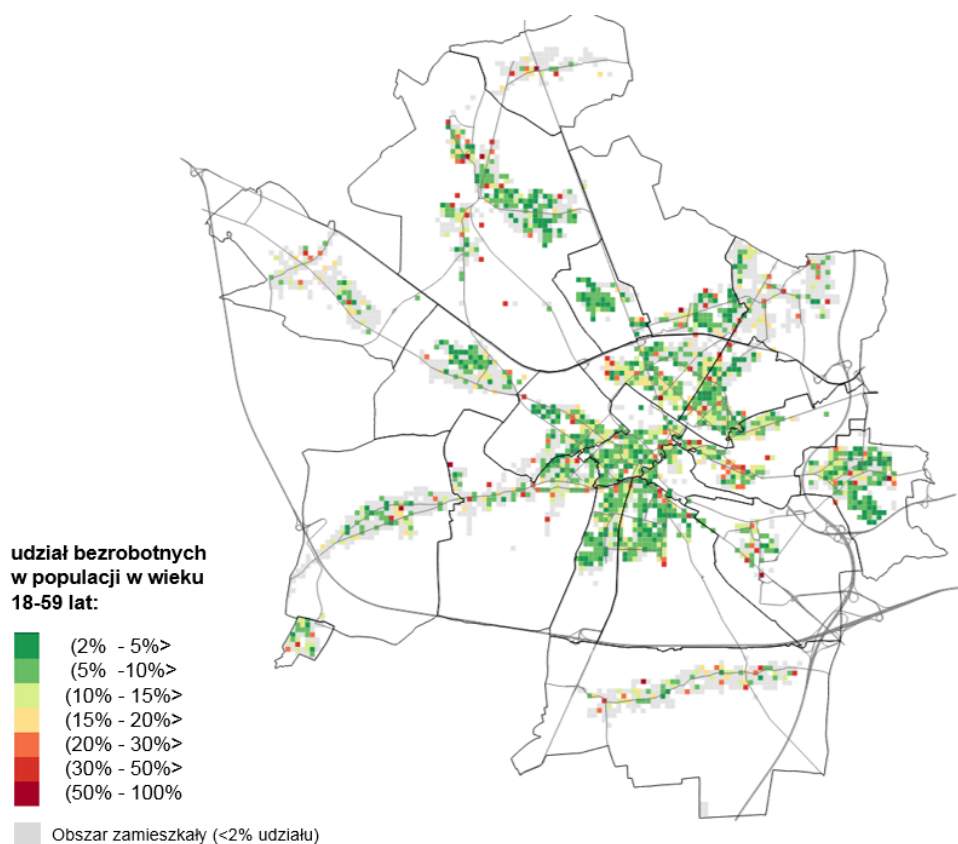 udział bezrobotnych
w populacji w wieku
18-59 lat:
(2% - 5%>
(5% -10%>
(10% - 15%>
(15% - 20%>
(20% - 30%>
(30% - 50%>
(50% - 100%
Obszar zamieszkały (<2% udziału)